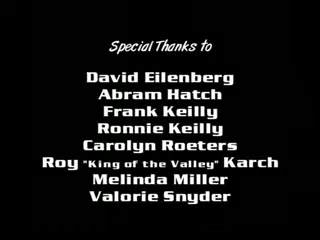 Special Thanks to
David Eilenberg
Abram Hatch
Frank Keilly
Ronnie Keilly
Carolyn Roeters
Roy "King of the Valley" Karch
Melinda Miller
Valorie Snyder